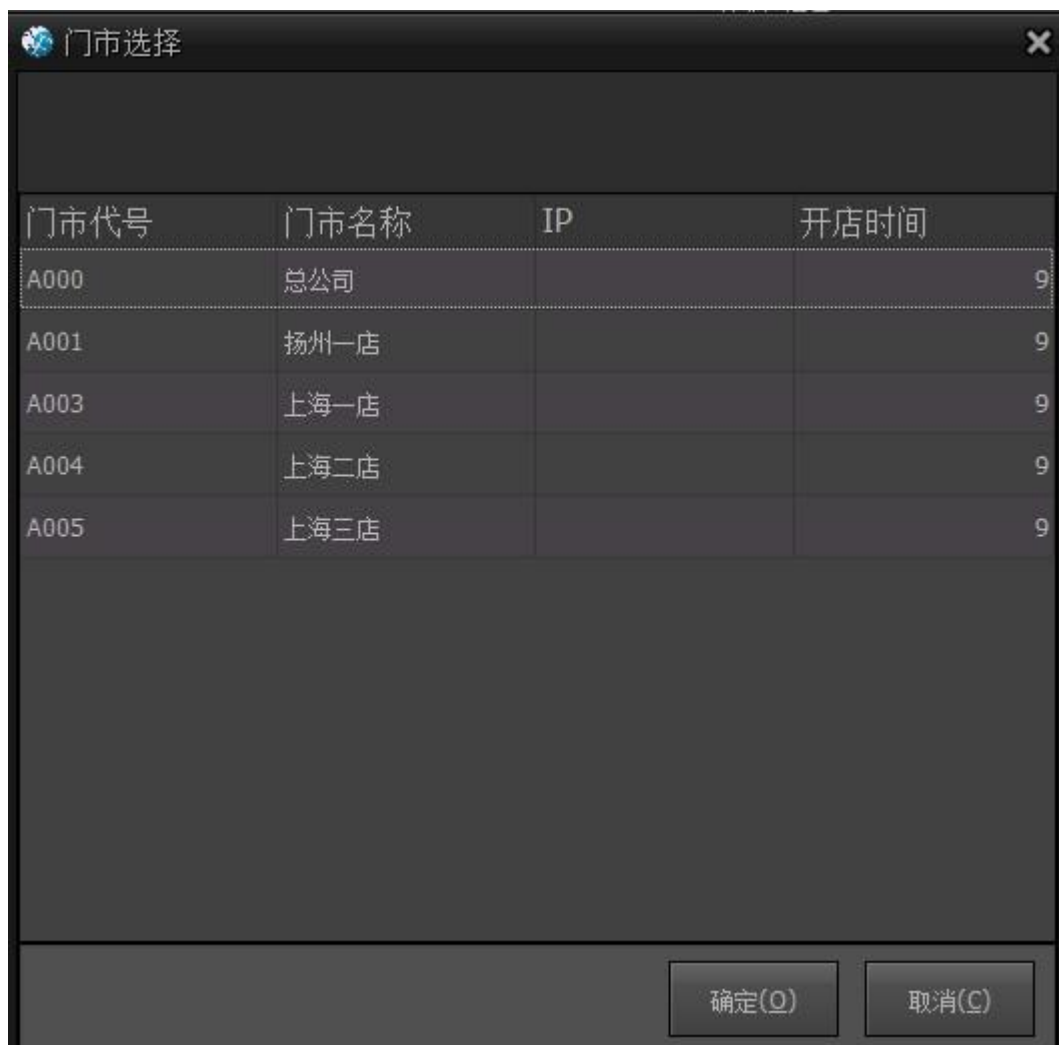 门市选择
门市代号 门市名称 IP 开店时间
A000 总公司 9
A001 扬州一店 9
A003 上海一店 9
A004 上海二店 9
A005 上海三店 9
确定(O) 取消(C)